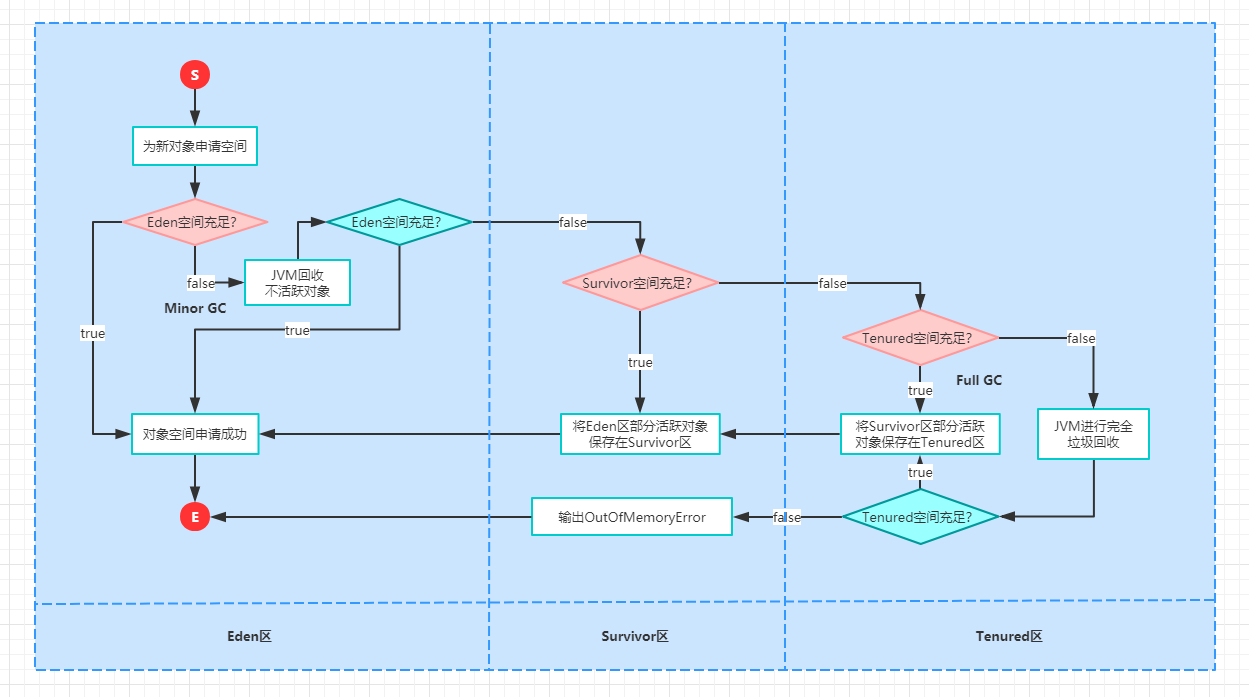 S
为新对象申请空间
Eden空间充足?
Eden空间充足?
false
false
JVM回收
不活跃对象
Minor GC
true
true
Survivor空间充足?
false
true
Tenured空间充足?
false
true
Full GC
对象空间申请成功
将Eden区部分活跃对象
保存在Survivor区
将Survivor区部分活跃
对象保存在Tenured区
JVM进行完全
垃圾回收
true
E
输出OutOfMemoryError
false
Tenured空间充足?
Eden区
Survivor区
Tenured区